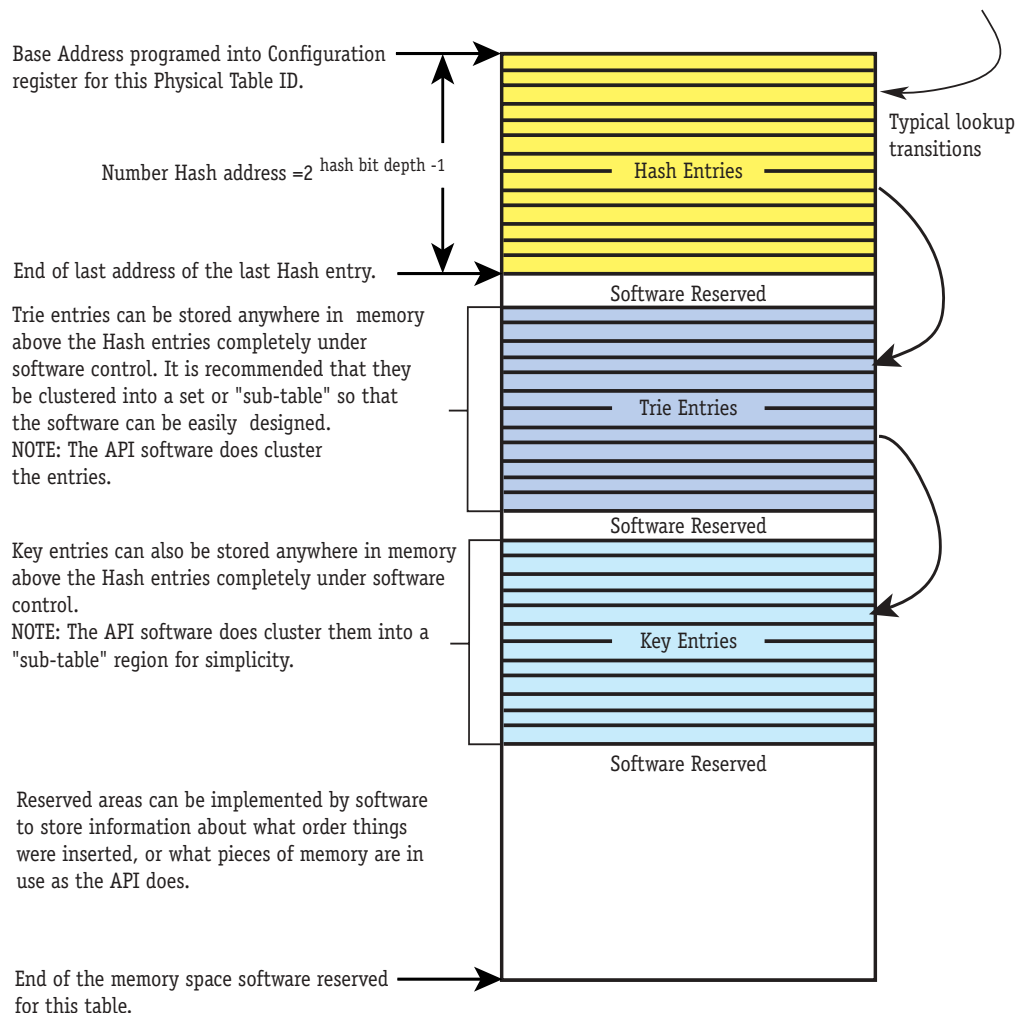 Base Address programed into Configuration
register for this Physical Table ID.
Typical lookup
transitions
Number Hash address =2 hash bit depth -1
Hash Entries
End of last address of the last Hash entry.
Software Reserved
Trie entries can be stored anywhere in memory
above the Hash entries completely under
software control. It is recommended that they
be clustered into a set or "sub-table" so that
the software can be easily designed.
NOTE: The API software does cluster
the entries.
Trie Entries
Software Reserved
Key entries can also be stored anywhere in memory
above the Hash entries completely under software
control.
NOTE: The API software does cluster them into a
"sub-table" region for simplicity.
Key Entries
Software Reserved
Reserved areas can be implemented by software
to store information about what order things
were inserted, or what pieces of memory are in
use as the API does.
End of the memory space software reserved
for this table.